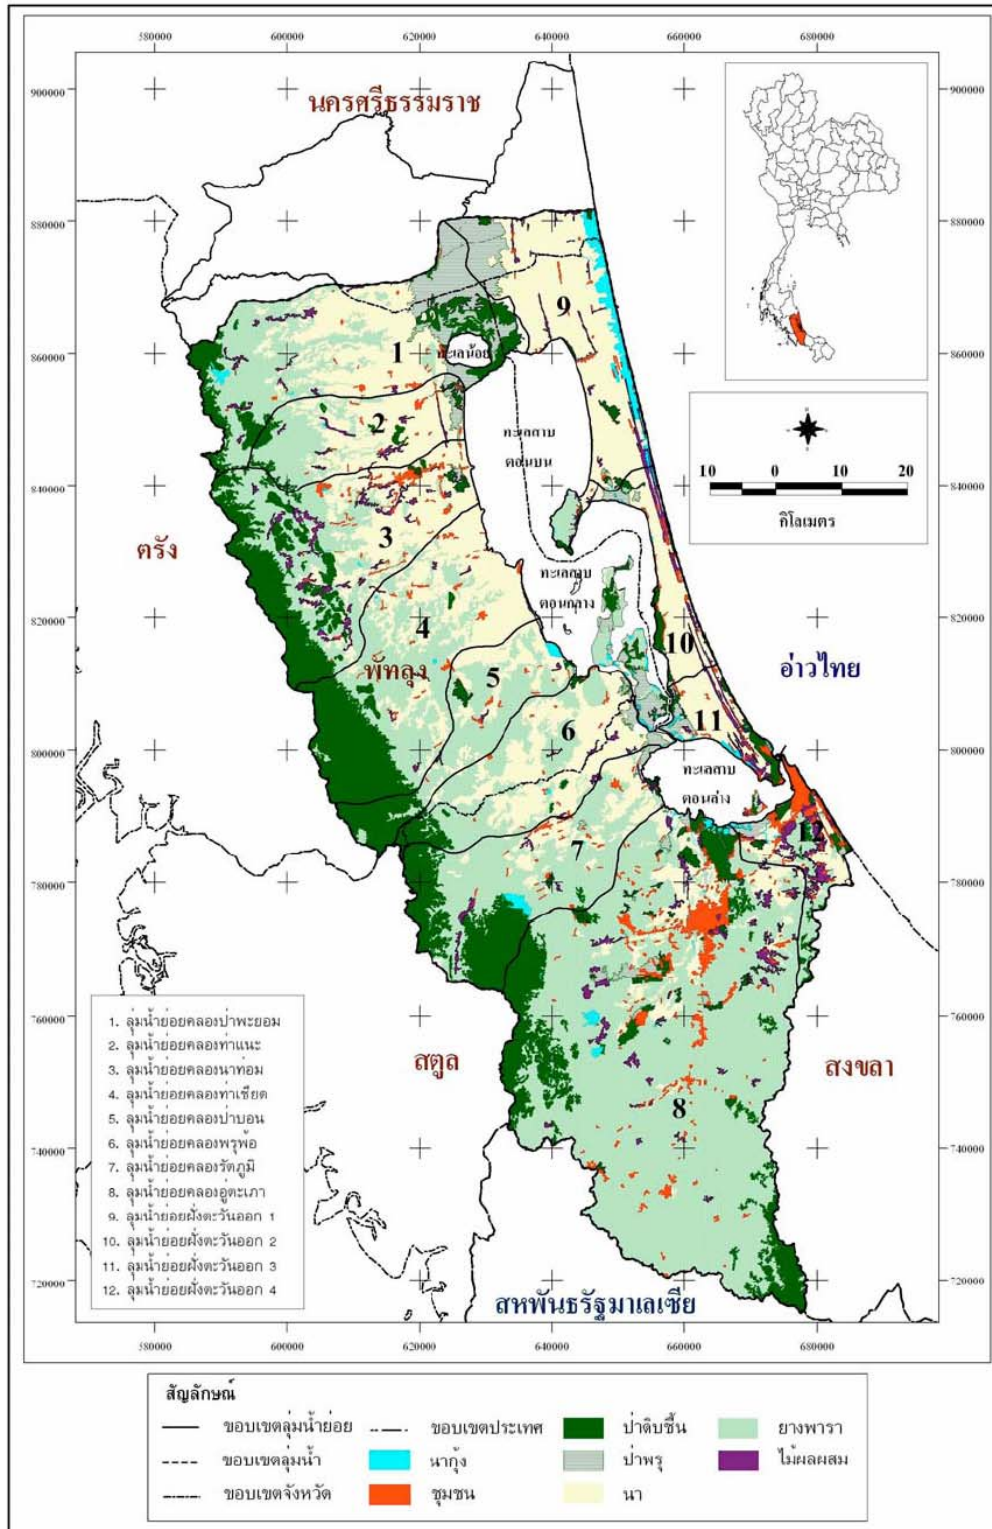 580000 600000 620000 640000 660000 680000
900000 900000
นครศรีธรรมราช
880000 880000
9
1
860000 ทะเลน้อย 860000
2
ทะเลสาบ
ตอนบน
10 0 10 20
840000 840000
กิโลเมตร
3
ตรัง
ทะเลสาบ
ตอนกลาง
820000 4 820000
10
พัทลุง
อ่าวไทย
5
11
6
800000 800000
ทะเลสาบ
ตอนล่าง
12
7
780000 780000
1. ลุ่มน้ำย่อยคลองป่าพะยอม
2. ลุ่มน้ำย่อยคลองท่าแนะ
3. ลุ่มน้ำย่อยคลองนาท่อม
4. ลุ่มน้ำย่อยคลองท่าเชียด
5. ลุ่มน้ำย่อยคลองป่าบอน
6. ลุ่มน้ำย่อยคลองพรุพ้อ
7. ลุ่มน้ำย่อยคลองรัตภูมิ
8. ลุ่มน้ำย่อยคลองอู่ตะเภา
9. ลุ่มน้ำย่อยฝั่งตะวันออก 1
10. ลุ่มน้ำย่อยฝั่งตะวันออก 2
11. ลุ่มน้ำย่อยฝั่งตะวันออก 3
12. ลุ่มน้ำย่อยฝั่งตะวันออก 4
760000 760000
สตูล
สงขลา
8
740000 740000
720000 720000
สหพันธรัฐมาเลเซีย
580000 600000 620000 640000 660000 680000
สัญลักษณ์
ขอบเขตลุ่มน้ำย่อย ขอบเขตประเทศ ป่าดิบชื้น ยางพารา
ขอบเขตลุ่มน้ำ นากุ้ง ป่าพรุ ไม้ผลผสม
ขอบเขตจังหวัด ชุมชน นา